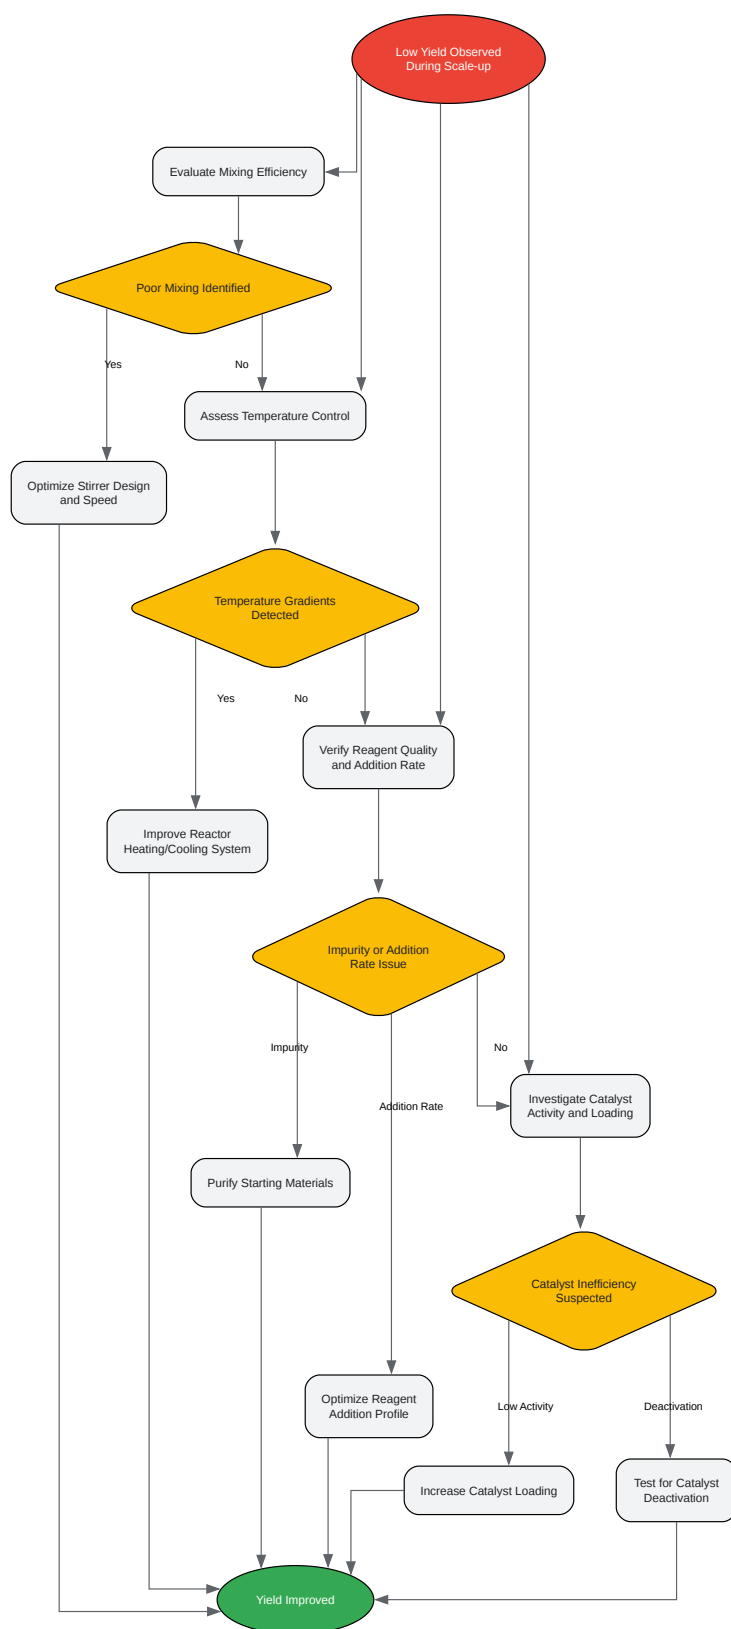 Low Yield Observed
During Scale-up
Evaluate Mixing Efficiency
Poor Mixing Identified
Yes
No
Assess Temperature Control
Optimize Stirrer Design
and Speed
Temperature Gradients
Detected
Yes
No
Verify Reagent Quality
and Addition Rate
Improve Reactor
Heating/Cooling System
Impurity or Addition
Rate Issue
Impurity
No
Addition Rate
Investigate Catalyst
Activity and Loading
Purify Starting Materials
Catalyst Inefficiency
Suspected
Optimize Reagent
Addition Profile
Low Activity
Deactivation
Increase Catalyst Loading
Test for Catalyst
Deactivation
Yield Improved